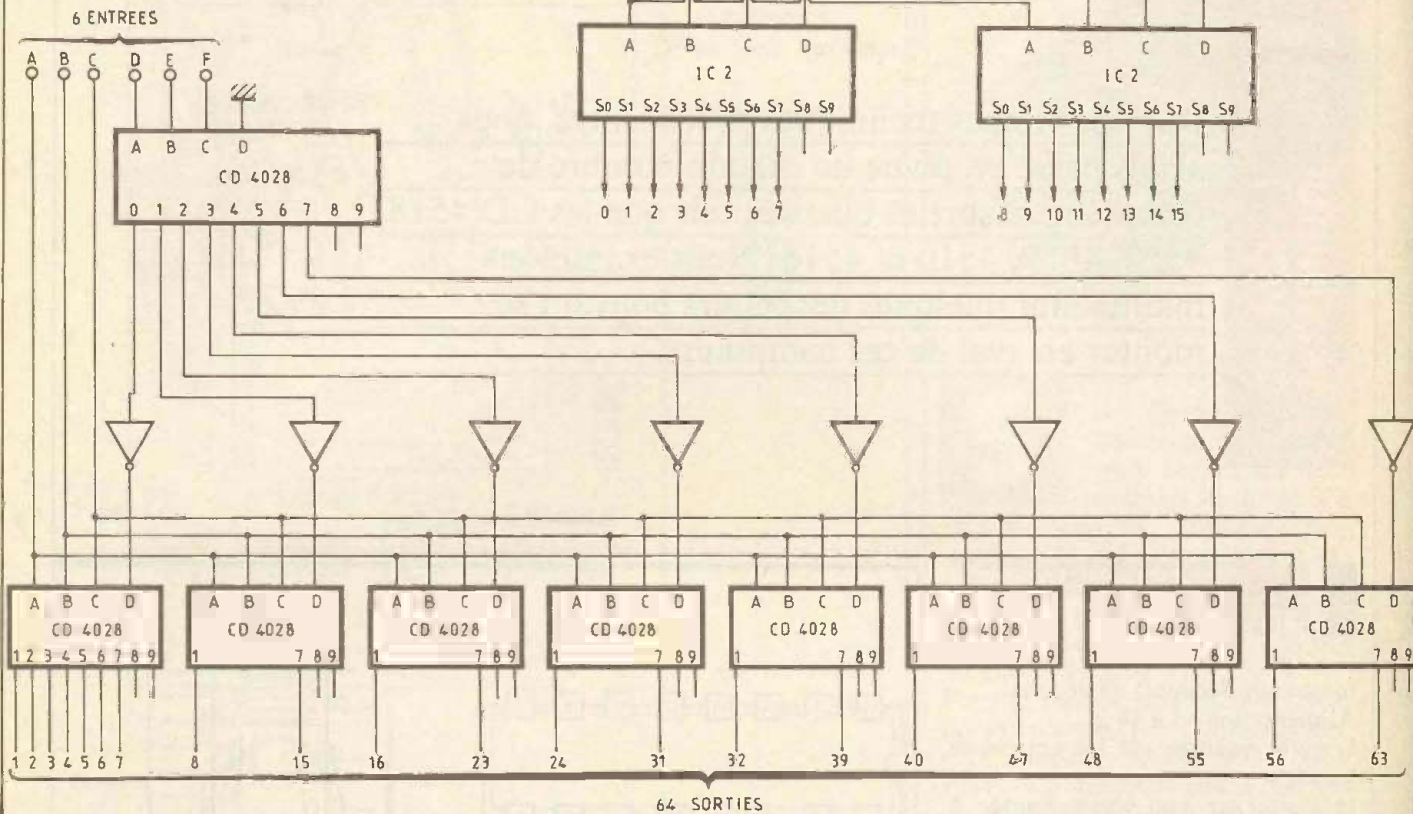 6 ENTREES
A B C D E F
A B C D
CD 4028
0 1 2 3 4 5 6 7 8 9
A B C D
IC 2
S0 S1 S2 S3 S4 S5 S6 S7 S8 S9
0 1 2 3 4 5 6 7
A B C D
IC 2
S0 S1 S2 S3 S4 S5 S6 S7 S8 S9
8 9 10 11 12 13 14 15
A B C D
CD 4028
1 2 3 4 5 6 7 8 9
A B C D
CD 4028
1 7 8 9
A B C D
CD 4028
1 7 8 9
A B C D
CD 4028
1 7 8 9
A B C D
CD 4028
1 7 8 9
A B C D
CD 4028
1 7 8 9
A B C D
CD 4028
1 7 8 9
A B C D
CD 4028
1 7 8 9
1 2 3 4 5 6 7 8 15 16 23 24 31 32 39 40 47 48 55 56 63
64 SORTIES